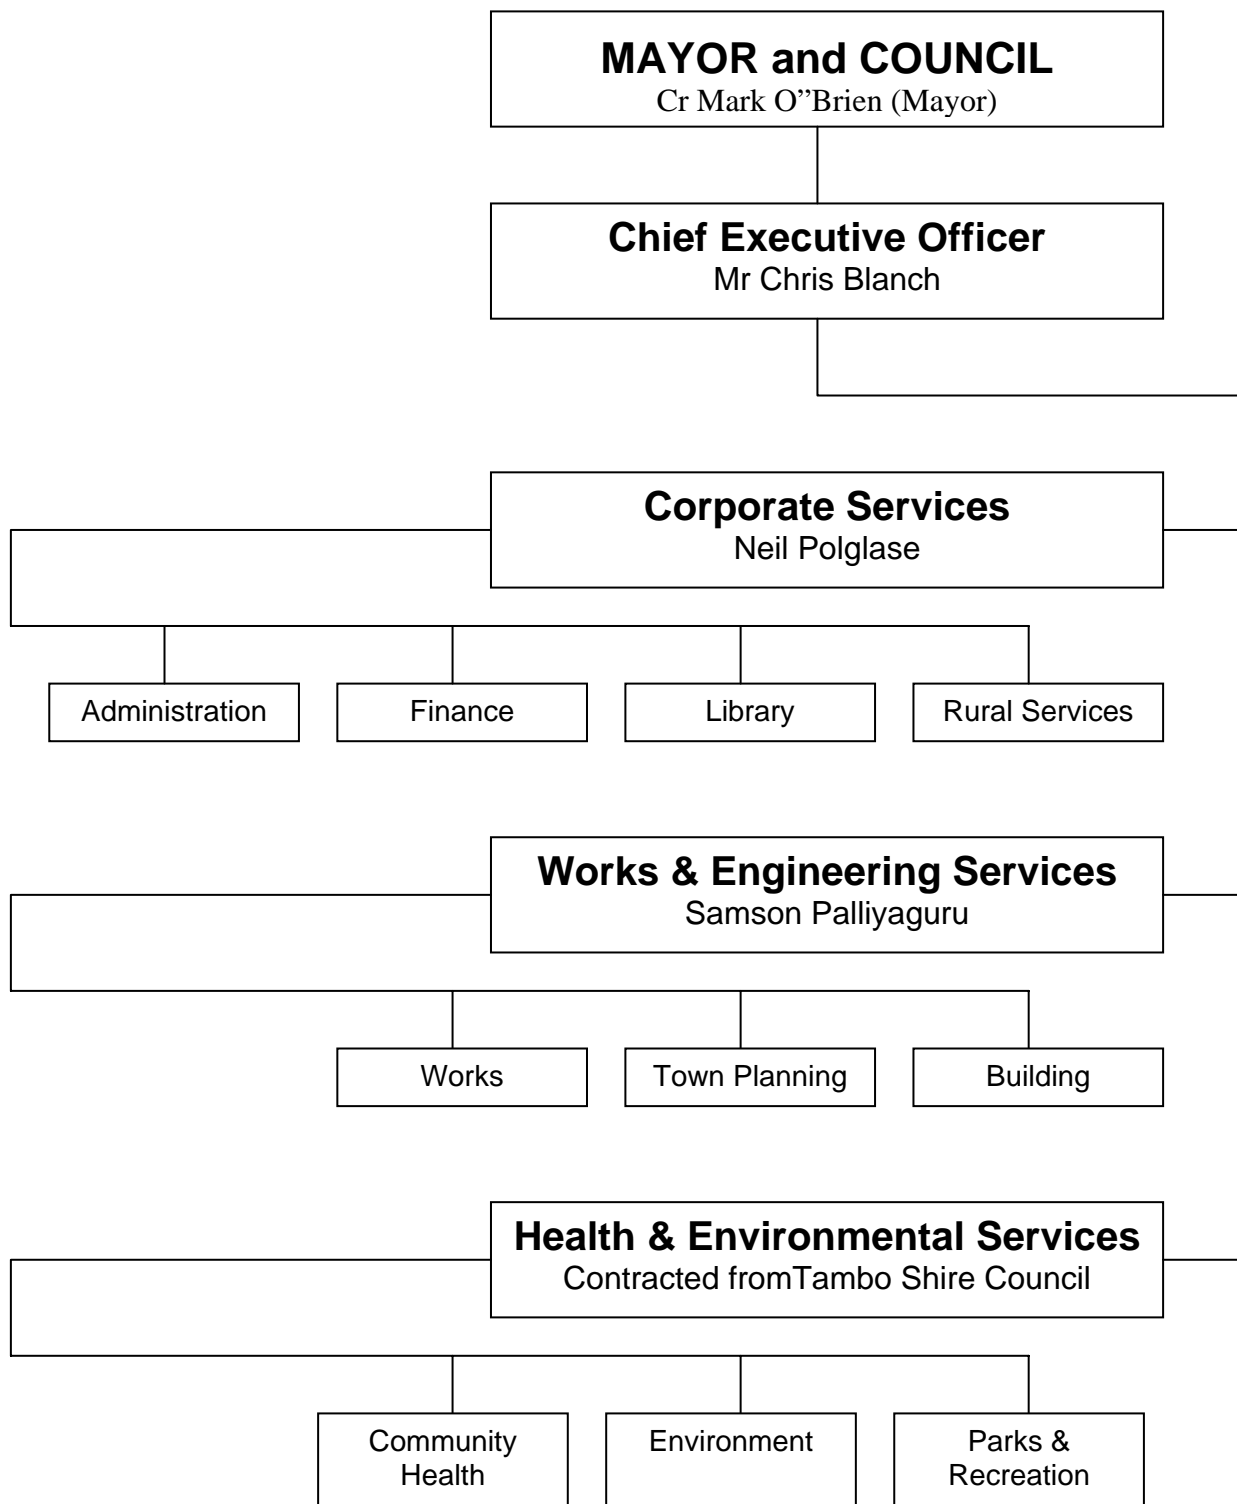 MAYOR and COUNCIL
Cr Mark O”Brien (Mayor)
Chief Executive Officer
Mr Chris Blanch
Corporate Services
Neil Polglase
Administration
Finance
Library
Rural Services
Works & Engineering Services
Samson Palliyaguru
Works
Town Planning
Building
Health & Environmental Services
Contracted fromTambo Shire Council
Community
Health
Environment
Parks &
Recreation